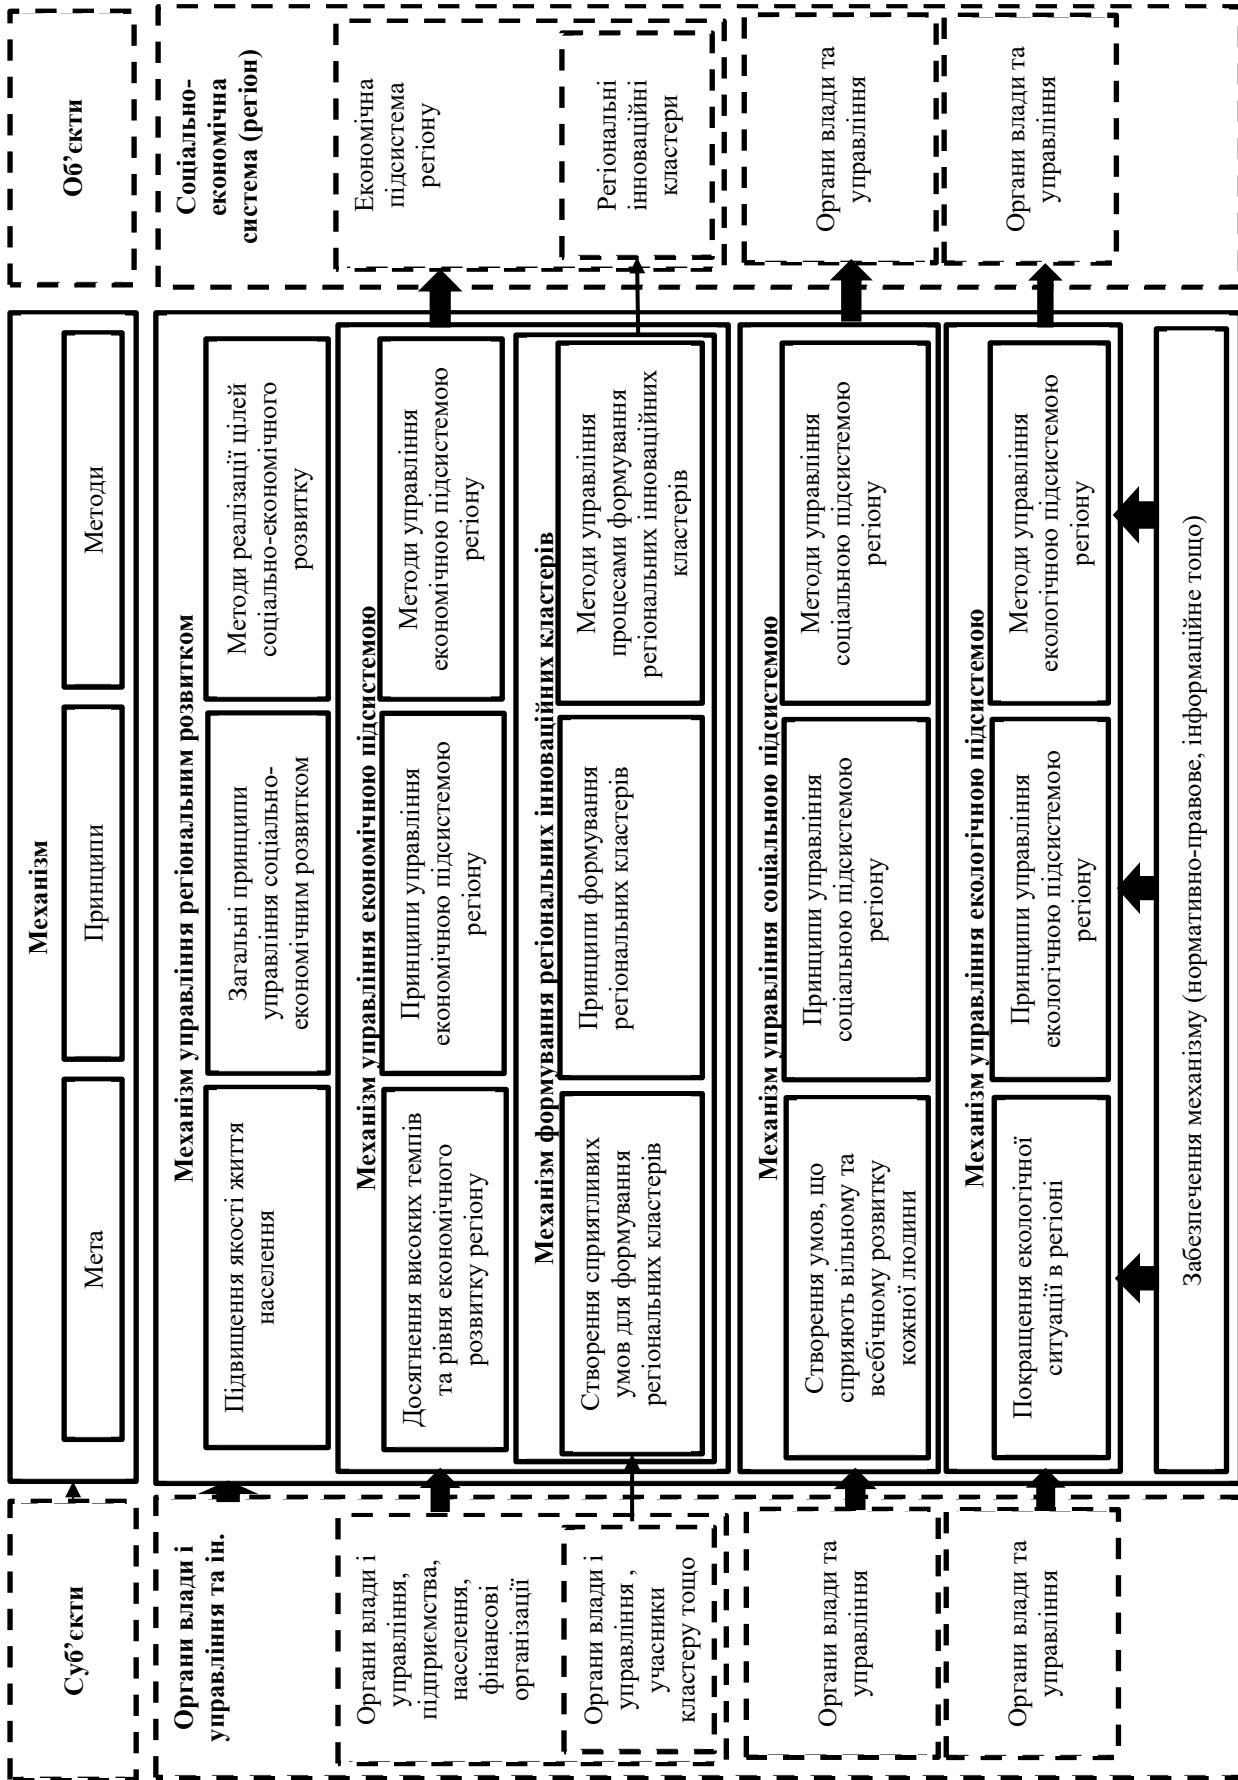 Суб’єкти
Механізм
Мета
Принципи
Методи
Об’єкти
Органи влади і
управління та ін.
Механізм управління регіональним розвитком
Підвищення якості життя
населення
Загальні принципи
управління соціально-
економічним розвитком
Методи реалізації цілей
соціально-економічного
розвитку
Соціально-
економічна
система (регіон)
Органи влади і
управління,
підприємства,
населення,
фінансові
організації
Механізм управління економічною підсистемою
Досягнення високих темпів
та рівня економічного
розвитку регіону
Принципи управління
економічною підсистемою
регіону
Методи управління
економічною підсистемою
регіону
Економічна
підсистема
регіону
Органи влади і
управління ,
учасники
кластеру тощо
Механізм формування регіональних інноваційних кластерів
Створення сприятливих
умов для формування
регіональних кластерів
Принципи формування
регіональних кластерів
Методи управління
процесами формування
регіональних інноваційних
кластерів
Регіональні
інноваційні
кластери
Органи влади та
управління
Механізм управління соціальною підсистемою
Створення умов, що
сприяють вільному та
всебічному розвитку
кожної людини
Принципи управління
соціальною підсистемою
регіону
Методи управління
соціальною підсистемою
регіону
Органи влади та
управління
Органи влади та
управління
Механізм управління екологічною підсистемою
Покращення екологічної
ситуації в регіоні
Принципи управління
екологічною підсистемою
регіону
Методи управління
екологічною підсистемою
регіону
Органи влади та
управління
Забезпечення механізму (нормативно-правове, інформаційне тощо)